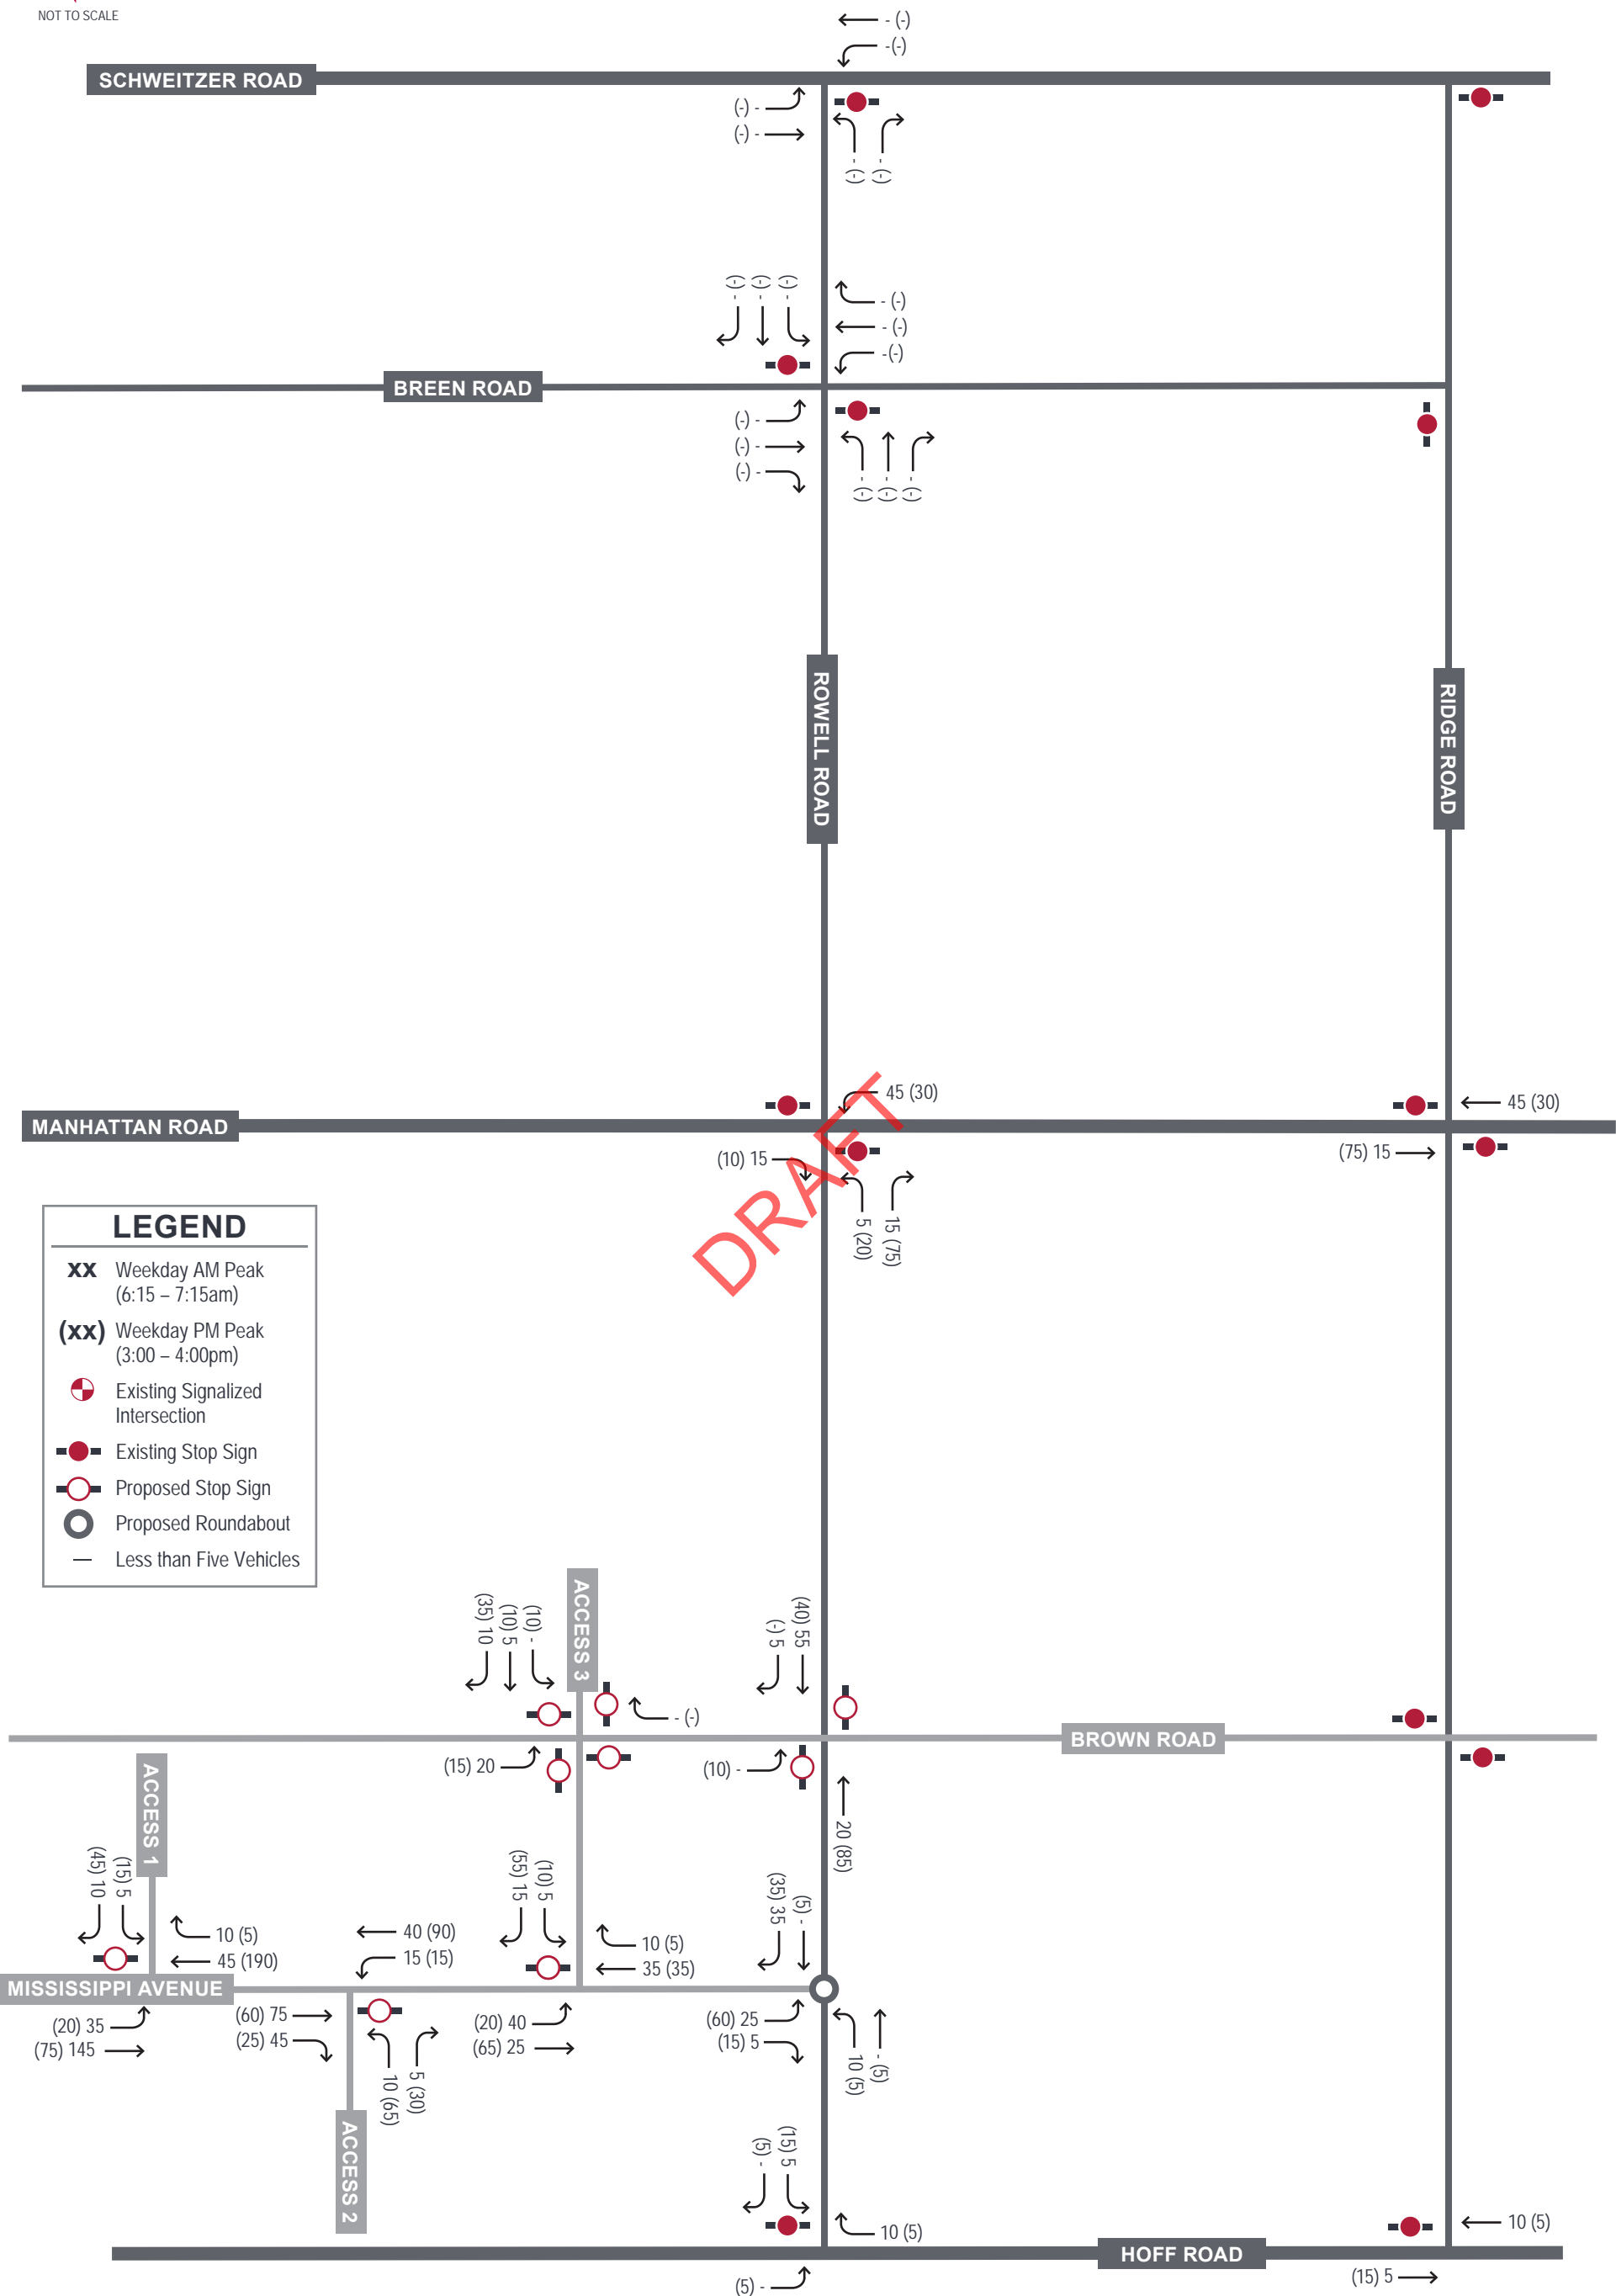 NOT TO SCALE
- (-)
- (-)
SCHWEITZER ROAD
(-) -
(-) -
- (-)
- (-)
(-) -
(-) -
(-) -
- (-)
- (-)
- (-)
BREEN ROAD
(-) -
(-) -
(-) -
- (-)
- (-)
- (-)
ROWELL ROAD
RIDGE ROAD
45 (30)
45 (30)
MANHATTAN ROAD
(10) 15
(75) 15
5 (20)
15 (75)
DRAFT
LEGEND
xx Weekday AM Peak
(6:15 – 7:15am)
(xx) Weekday PM Peak
(3:00 – 4:00pm)
Existing Signalized
Intersection
Existing Stop Sign
Proposed Stop Sign
Proposed Roundabout
— Less than Five Vehicles
(35) 10
(10) 5
(10) -
ACCESS 3
(-) 5
(40) 55
- (-)
BROWN ROAD
(15) 20
(10) -
20 (85)
ACCESS 1
(45) 10
(15) 5
10 (5)
45 (190)
40 (90)
15 (15)
(55) 15
(10) 5
10 (5)
35 (35)
(35) 35
(5) -
MISSISSIPPI AVENUE
(20) 35
(75) 145
(60) 75
(25) 45
10 (65)
5 (30)
(20) 40
(65) 25
(60) 25
(15) 5
10 (5)
- (5)
ACCESS 2
(5) -
(15) 5
10 (5)
10 (5)
HOFF ROAD
(5) -
(15) 5